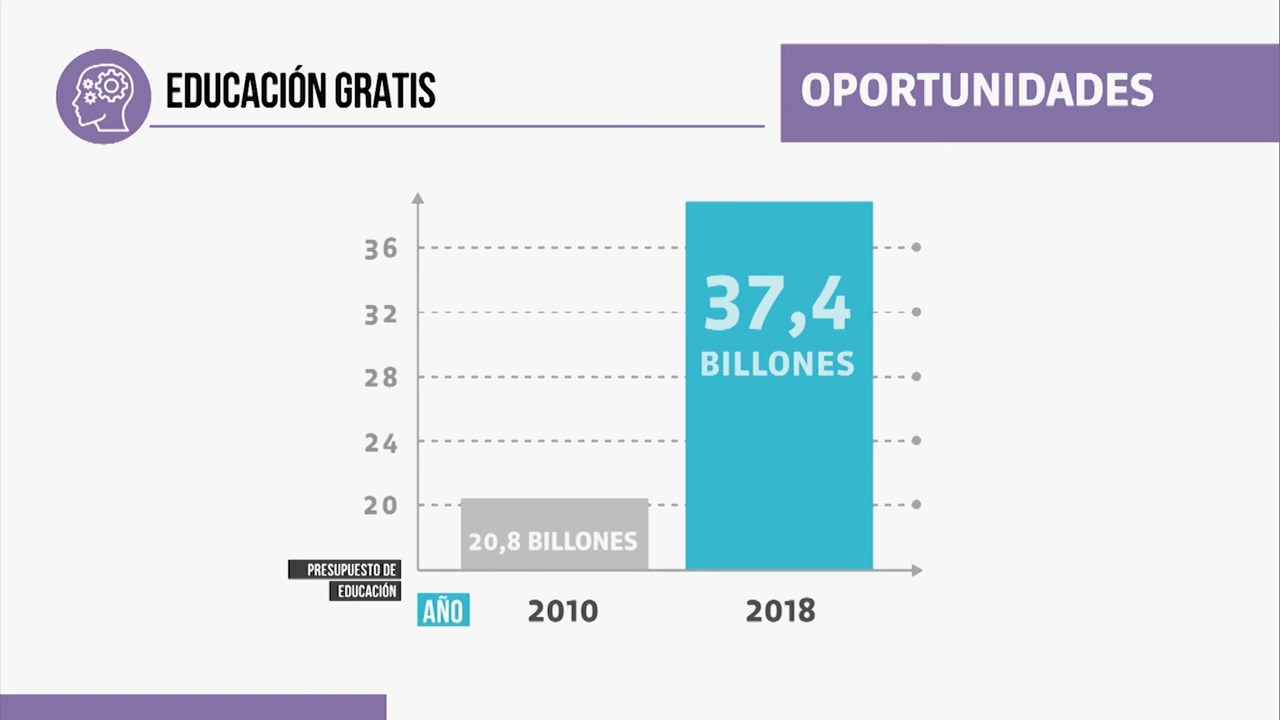 EDUCACIÓN GRATIS
OPORTUNIDADES
36
32
28
24
20
37,4
BILLONES
20,8 BILLONES
PRESUPUESTO DE
EDUCACIÓN
AÑO
2010
2018